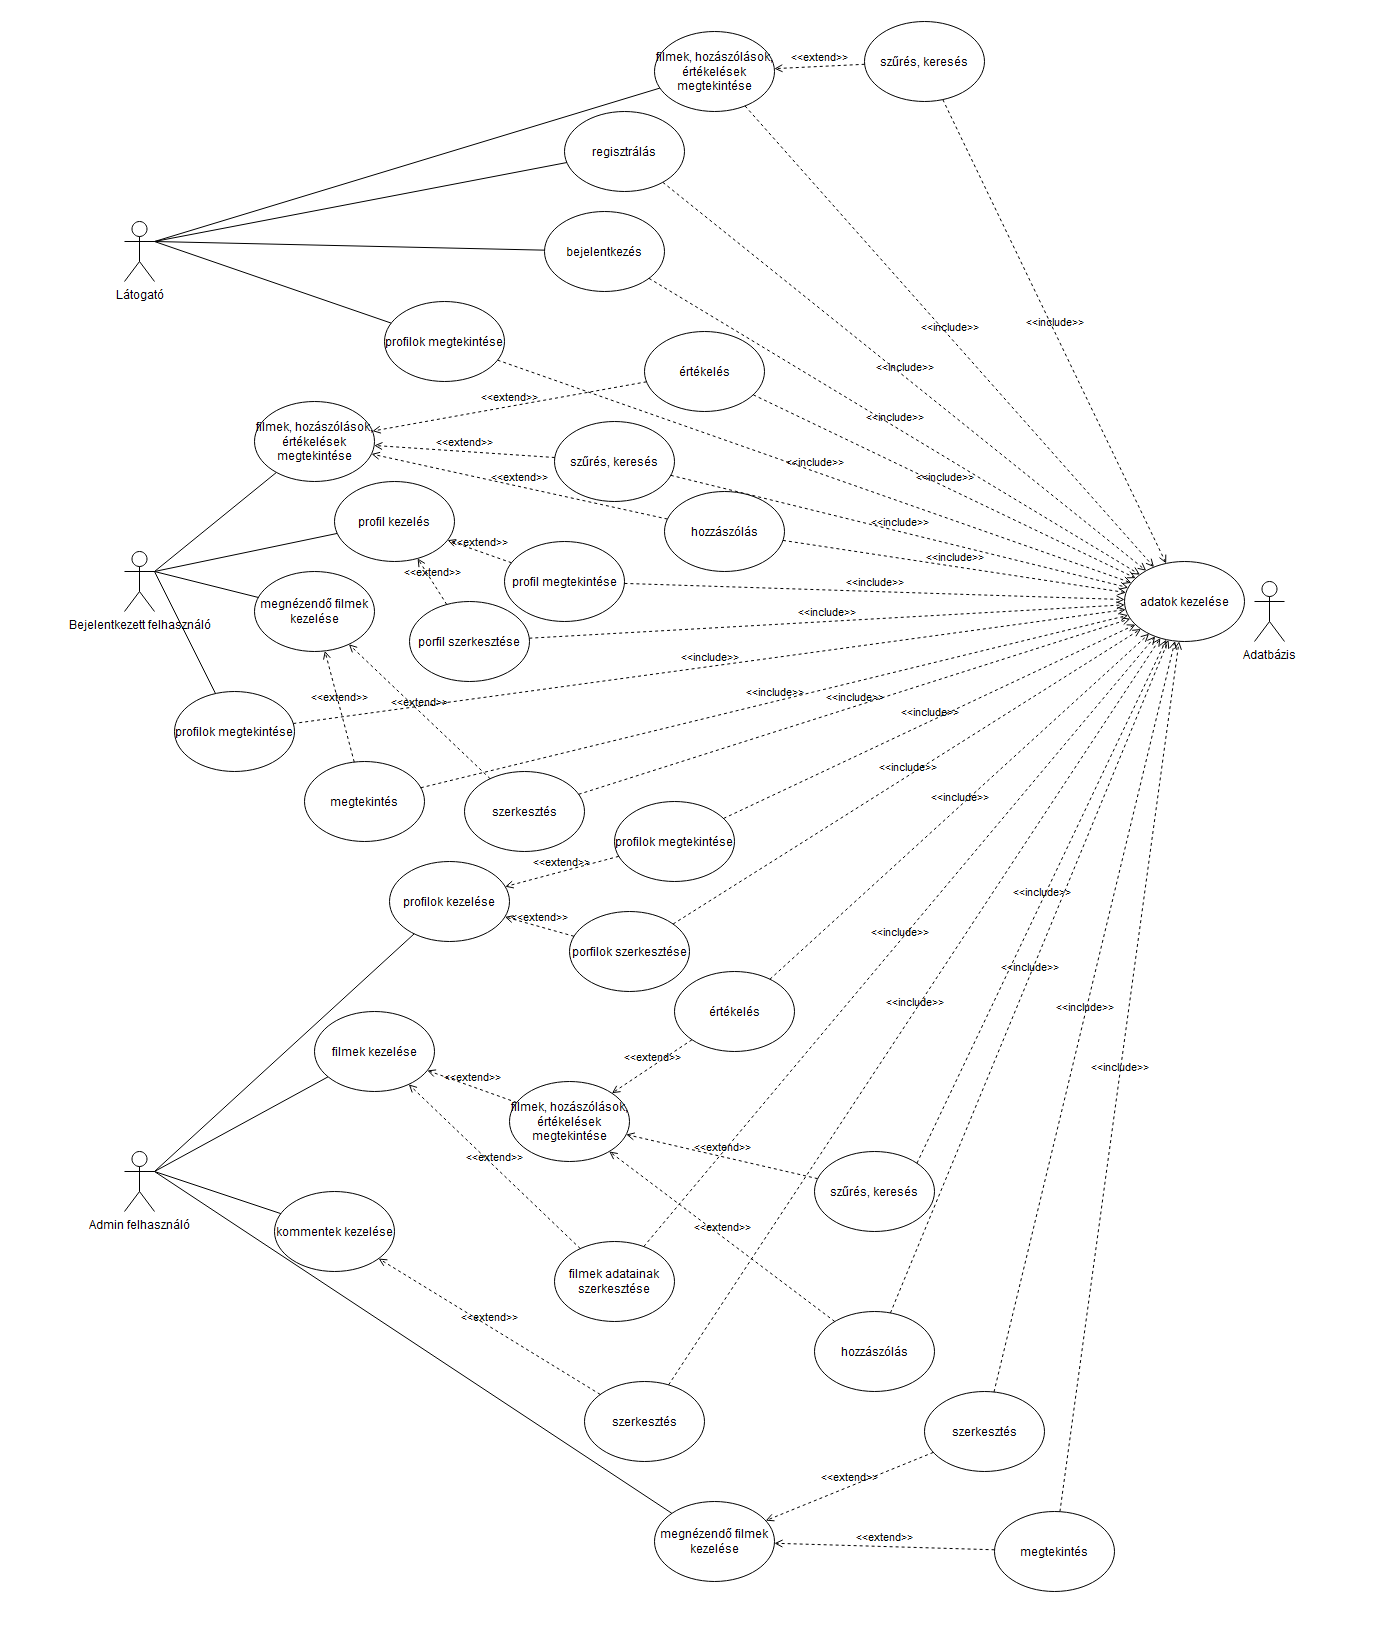 filmek, hozászólások,
értékelések
megtekintése
<<extend>>
szűrés, keresés
regisztrálás
bejelentkezés
Látogató
<<include>>
<<include>>
profilok megtekintése
<<include>>
értékelés
<<extend>>
<<include>>
filmek, hozászólások,
értékelések
megtekintése
<<extend>>
szűrés, keresés
<<include>>
<<extend>>
<<include>>
profil kezelés
<<include>>
hozzászólás
<<extend>>
<<include>>
<<extend>>
profil megtekintése
<<include>>
adatok kezelése
megnézendő filmek
kezelése
<<include>>
Bejelentkezett felhasználó
porfil szerkesztése
Adatbázis
<<include>>
<<extend>>
<<extend>>
<<include>>
<<include>>
<<include>>
profilok megtekintése
<<include>>
megtekintés
szerkesztés
<<include>>
profilok megtekintése
<<extend>>
<<include>>
profilok kezelése
<<extend>>
<<include>>
porfilok szerkesztése
<<include>>
<<include>>
<<include>>
értékelés
filmek kezelése
<<extend>>
<<include>>
<<extend>>
filmek, hozászólások,
értékelések
megtekintése
<<extend>>
<<extend>>
szűrés, keresés
Admin felhasználó
kommentek kezelése
<<extend>>
filmek adatainak
szerkesztése
<<extend>>
hozzászólás
szerkesztés
szerkesztés
<<extend>>
megnézendő filmek
kezelése
<<extend>>
megtekintés